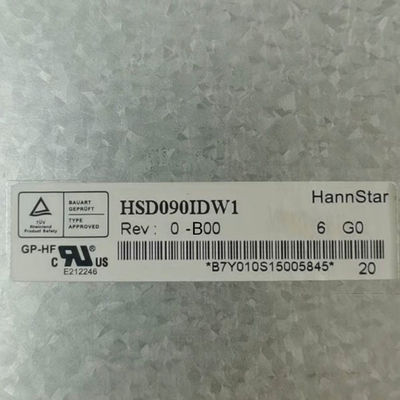 TÜV
Rheinland
Product Safety
BAUART
GEPRÜFT
TYPE
APPROVED
HSD090IDW1
HannStar
Rev : 0 -B00 6 G0
GP-HF
C RU US
E212246
*B7Y010S15005845* 20